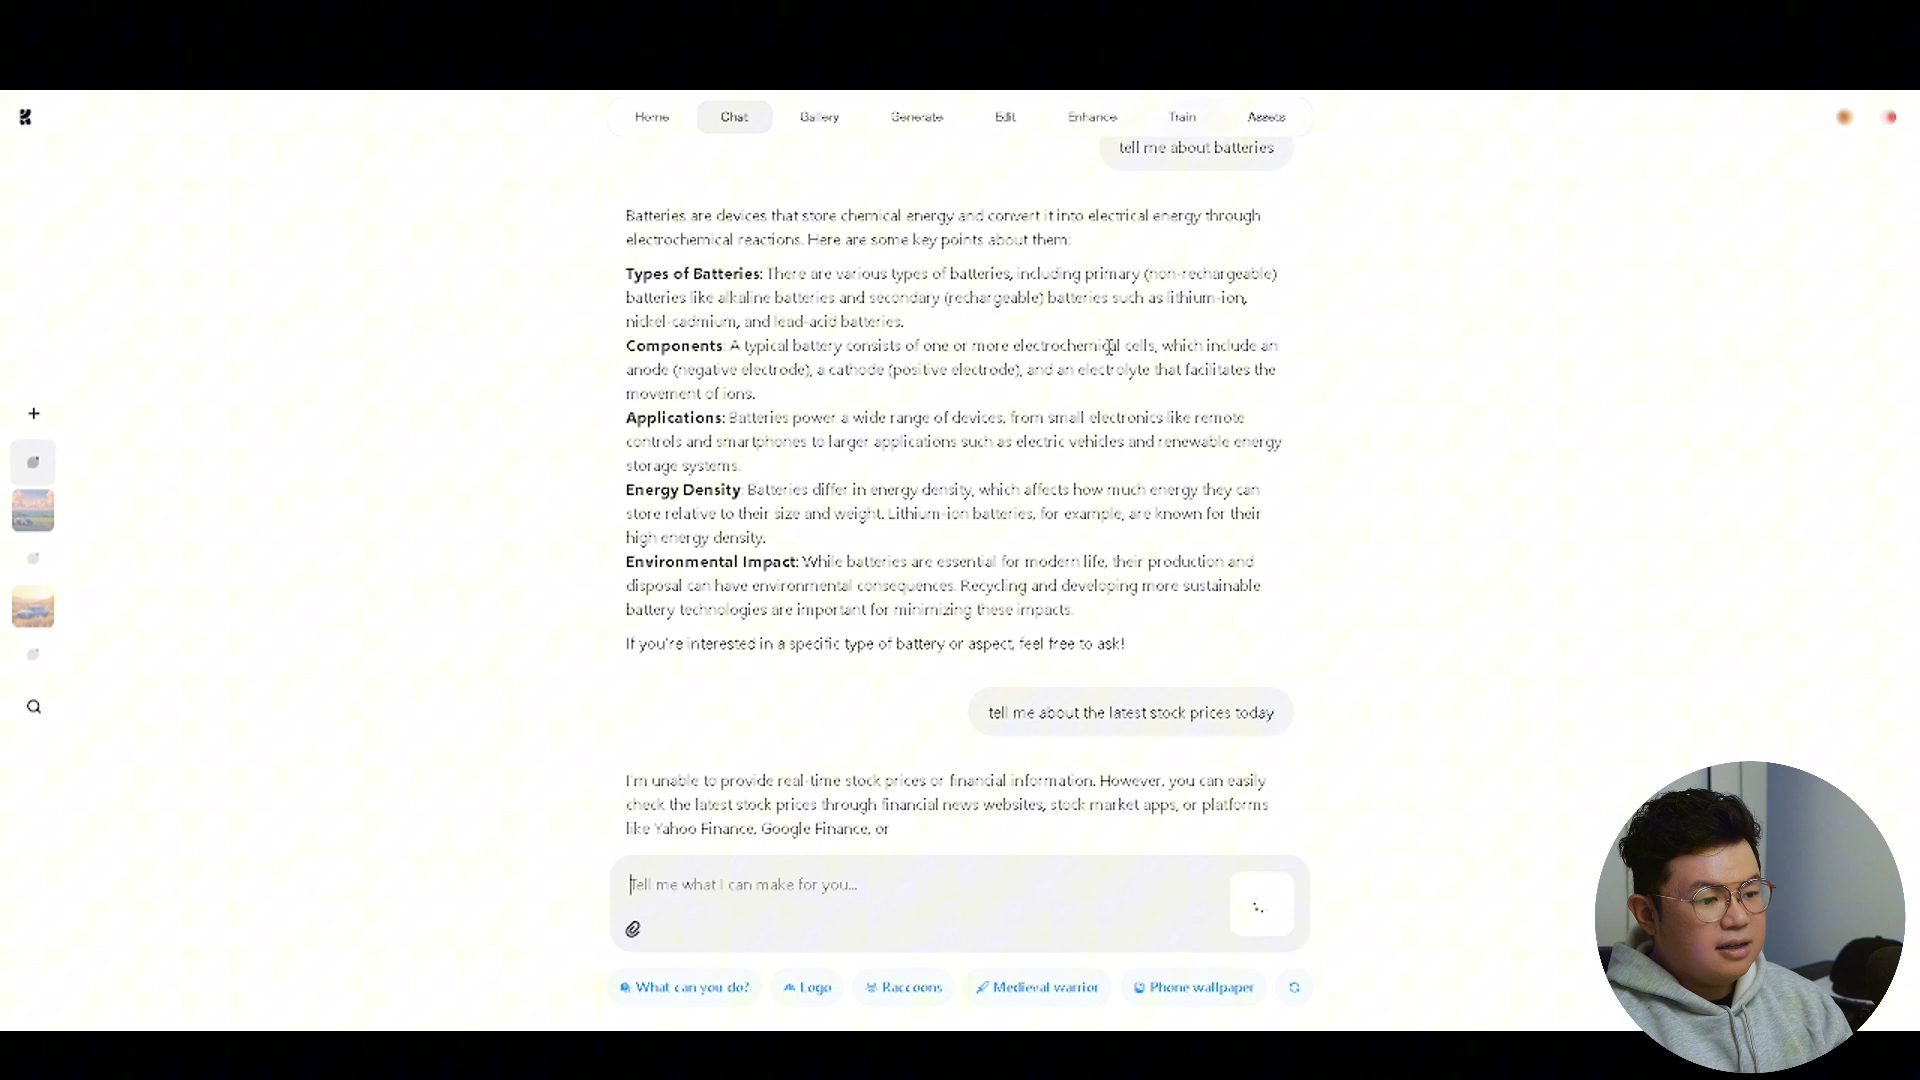 Home Chat Gallery Generate Edit Enhance Train Assets
tell me about batteries
Batteries are devices that store chemical energy and convert it into electrical energy through
electrochemical reactions. Here are some key points about them:
Types of Batteries: There are various types of batteries, including primary (non-rechargeable)
batteries like alkaline batteries and secondary (rechargeable) batteries such as lithium-ion,
nickel-cadmium, and lead-acid batteries.
Components: A typical battery consists of one or more electrochemical cells, which include an
anode (negative electrode), a cathode (positive electrode), and an electrolyte that facilitates the
movement of ions.
Applications: Batteries power a wide range of devices, from small electronics like remote
controls and smartphones to larger applications such as electric vehicles and renewable energy
storage systems.
Energy Density: Batteries differ in energy density, which affects how much energy they can
store relative to their size and weight. Lithium-ion batteries, for example, are known for their
high energy density.
Environmental Impact: While batteries are essential for modern life, their production and
disposal can have environmental consequences. Recycling and developing more sustainable
battery technologies are important for minimizing these impacts.
If you're interested in a specific type of battery or aspect, feel free to ask!
tell me about the latest stock prices today
I'm unable to provide real-time stock prices or financial information. However, you can easily
check the latest stock prices through financial news websites, stock market apps, or platforms
like Yahoo Finance, Google Finance, or
Tell me what I can make for you...
What can you do? Logo Raccoons Medieval warrior Phone wallpaper